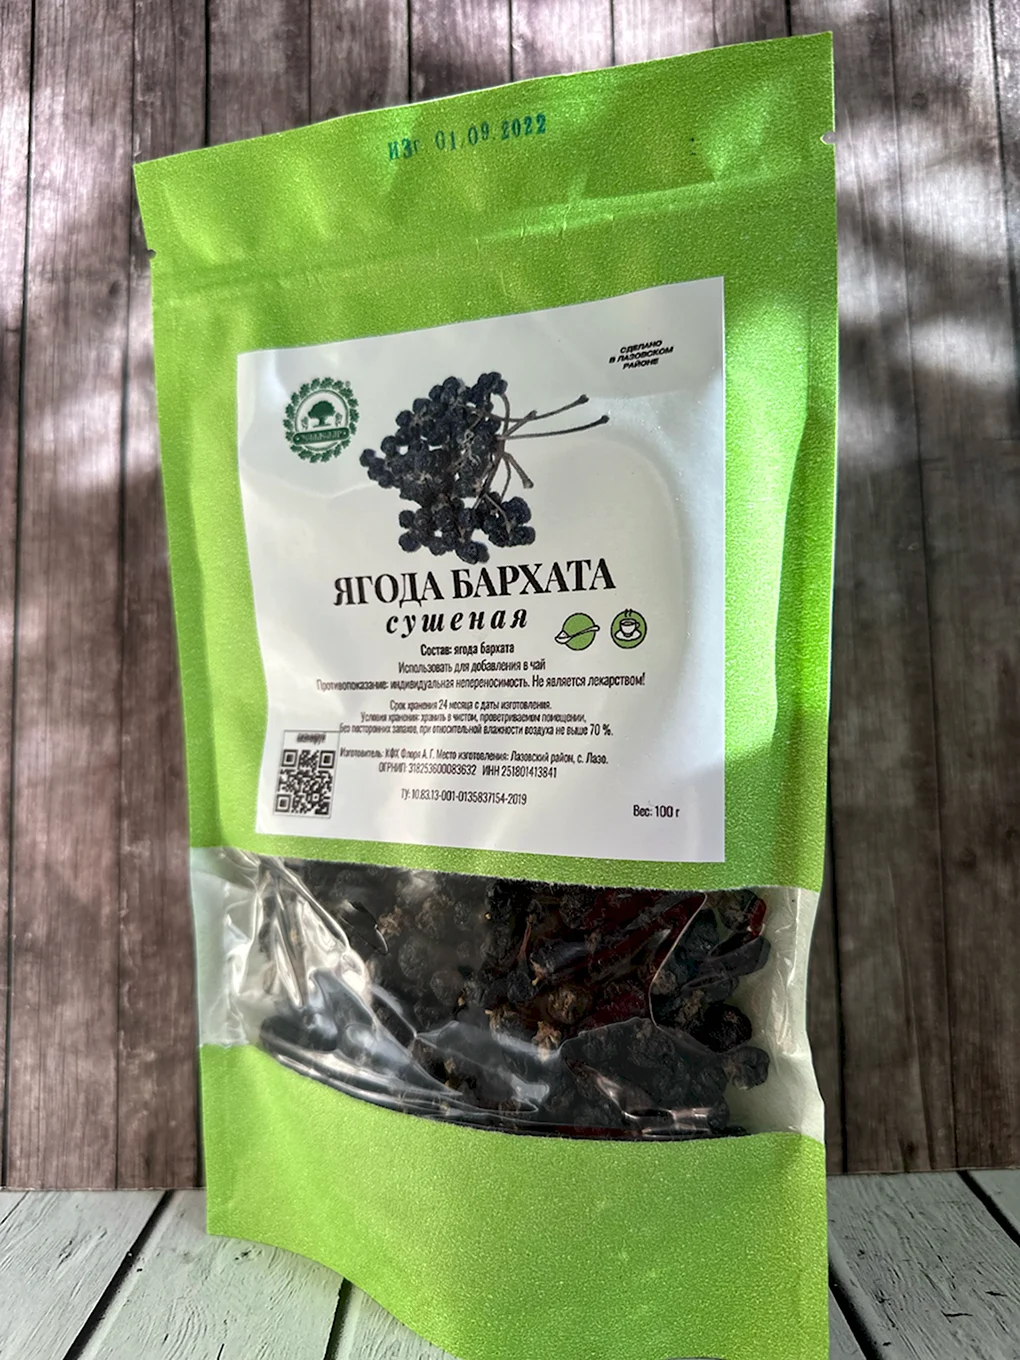 изг 01.09.2022
СДЕЛАНО
В ЛАЗОВСКОМ
РАЙОНЕ
ЯГОДА БАРХАТА
сушеная
Состав: ягода бархата
Использовать для добавления в чай
Противопоказание: индивидуальная непереносимость. Не является лекарством!
Срок хранения 24 месяца с даты изготовления.
Условия хранения: хранить в чистом, проветриваемом помещении,
без посторонних запахов, при относительной влажности воздуха не выше 70 %.
Изготовитель: КФХ Флоря А. Г. Место изготовления: Лазовский район, с. Лазо.
ОГРНИП 318253600083632 ИНН 251801413841
ТУ: 10.83.13-001-0135837154-2019
Вес: 100 г